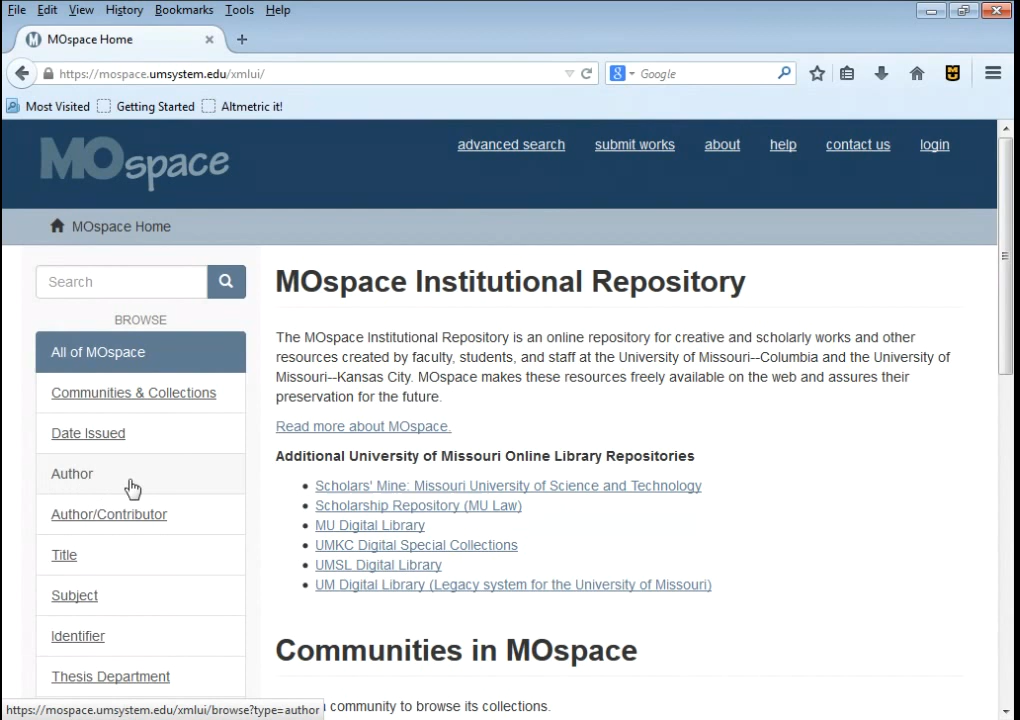 File Edit View History Bookmarks Tools Help
MOspace Home
https://mospace.umsystem.edu/xmlui/
Google
Most Visited Getting Started Altmetric it!
MOspace
advanced search submit works about help contact us login
MOspace Home
Search
BROWSE
All of MOspace
Communities & Collections
Date Issued
Author
Author/Contributor
Title
Subject
Identifier
Thesis Department
https://mospace.umsystem.edu/xmlui/browse?type=author
MOspace Institutional Repository
The MOspace Institutional Repository is an online repository for creative and scholarly works and other
resources created by faculty, students, and staff at the University of Missouri--Columbia and the University of
Missouri--Kansas City. MOspace makes these resources freely available on the web and assures their
preservation for the future.
Read more about MOspace.
Additional University of Missouri Online Library Repositories
Scholars' Mine: Missouri University of Science and Technology
Scholarship Repository (MU Law)
MU Digital Library
UMKC Digital Special Collections
UMSL Digital Library
UM Digital Library (Legacy system for the University of Missouri)
Communities in MOspace
community to browse its collections.